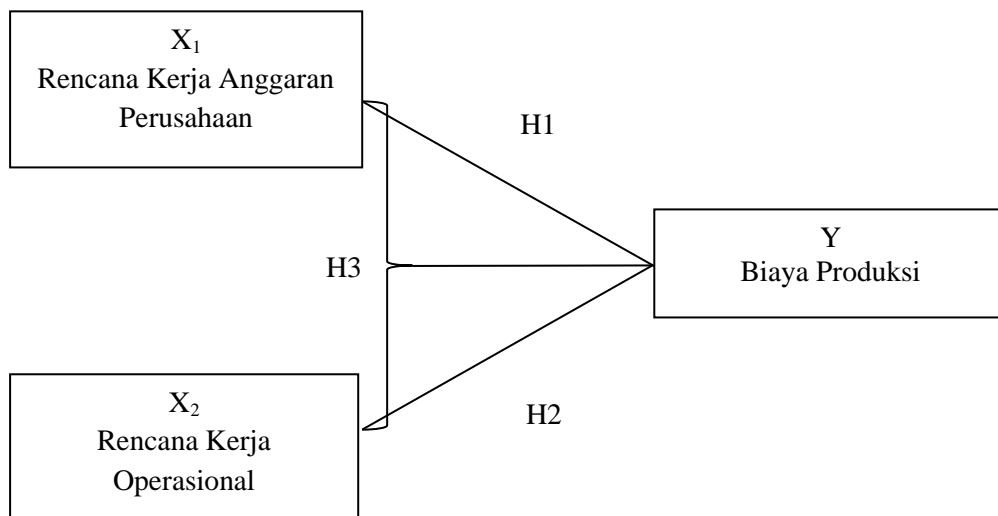 X₁
Rencana Kerja Anggaran
Perusahaan
H1
Y
Biaya Produksi
H3
X₂
Rencana Kerja
Operasional
H2